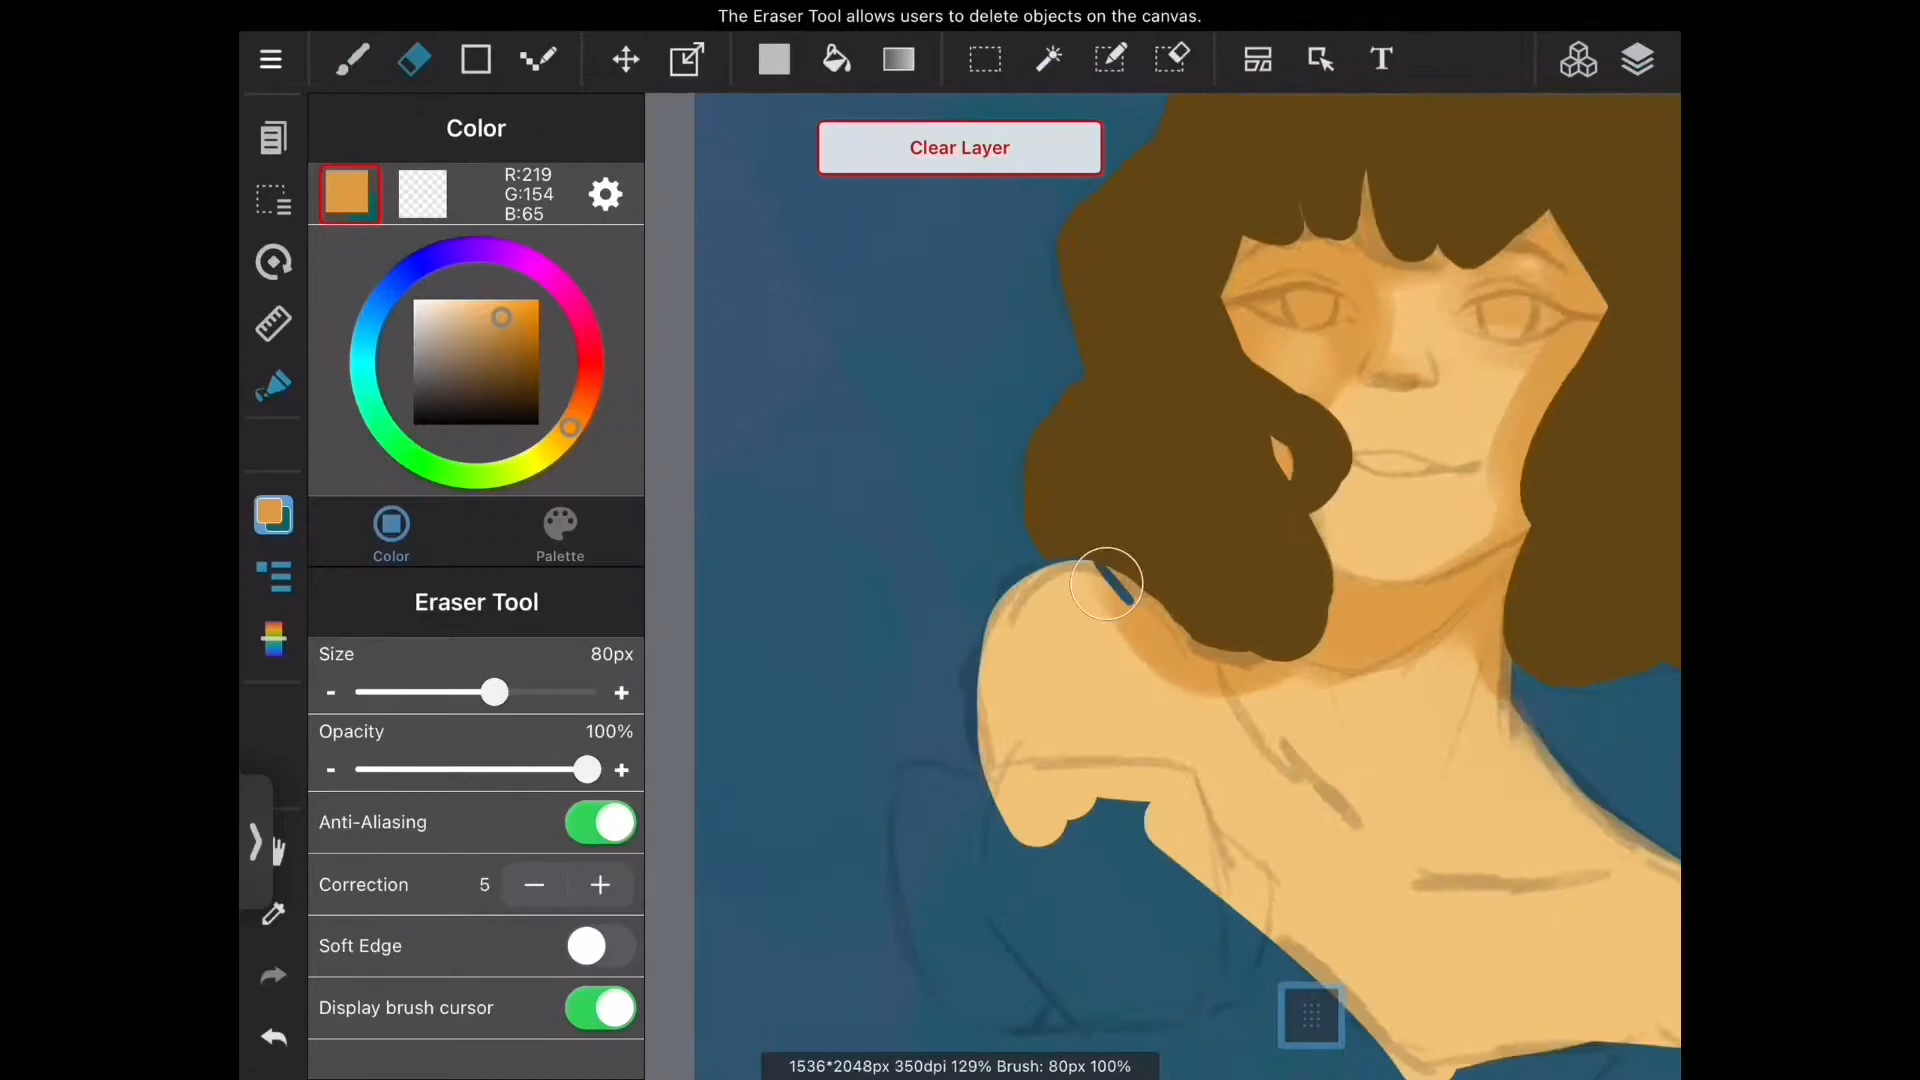 The Eraser Tool allows users to delete objects on the canvas.
T
Color
Clear Layer
R:219
G:154
B:65
Color
Palette
Eraser Tool
Size
80px
-
+
Opacity
100%
-
+
Anti-Aliasing
Correction
5
Soft Edge
Display brush cursor
1536*2048px 350dpi 129% Brush: 80px 100%